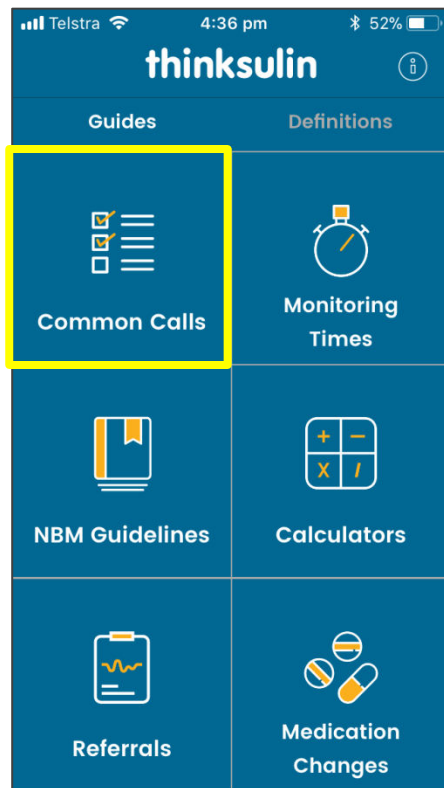 Telstra 4:36 pm 52%
thinksulin
Guides Definitions
Common Calls
Monitoring
Times
NBM Guidelines
Calculators
Referrals
Medication
Changes